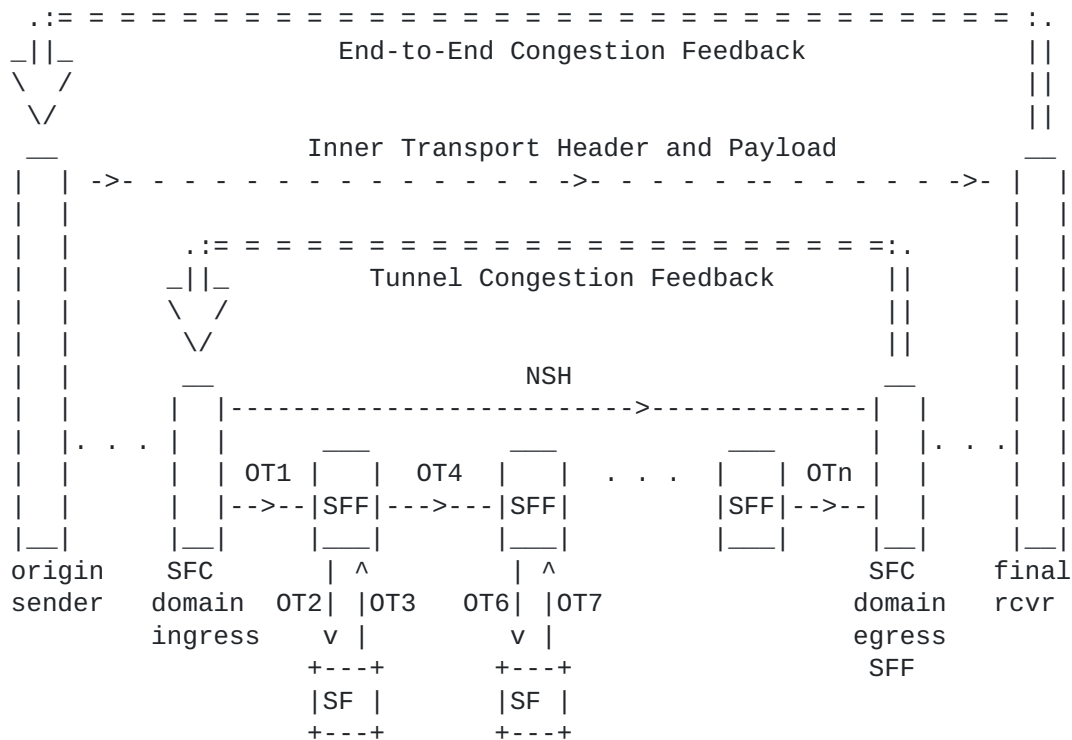 End-to-End Congestion Feedback
Inner Transport Header and Payload
Tunnel Congestion Feedback
NSH
. . . . . .
OT1 OT4 . . . OTn
SFF SFF SFF
origin SFC SFC final
sender domain OT2 OT3 OT6 OT7 domain rcvr
ingress v v egress
SFF
SF SF